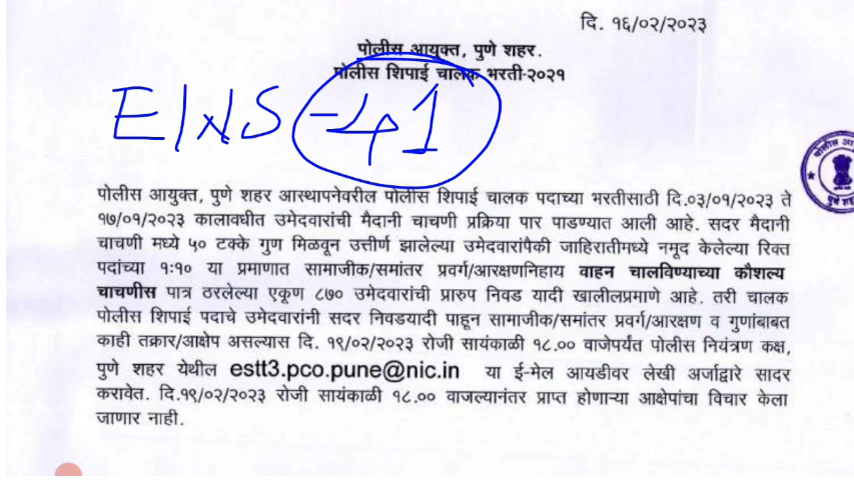 दि. १६/०२/२०२३
पोलीस आयुक्त, पुणे शहर.
पोलीस शिपाई चालक भरती-२०२१
-41
पोलीस आ
पोलीस आयुक्त, पुणे शहर आस्थापनेवरील पोलीस शिपाई चालक पदाच्या भरतीसाठी दि.०३/०१/२०२३ ते
१७/०१/२०२३ कालावधीत उमेदवारांची मैदानी चाचणी प्रक्रिया पार पाडण्यात आली आहे. सदर मैदानी
चाचणी मध्ये ५० टक्के गुण मिळवून उत्तीर्ण झालेल्या उमेदवारांपैकी जाहिरातीमध्ये नमूद केलेल्या रिक्त
पदांच्या १:१० या प्रमाणात सामाजीक/समांतर प्रवर्ग/आरक्षणनिहाय वाहन चालविण्याच्या कौशल्य
चाचणीस पात्र ठरलेल्या एकूण ८७० उमेदवारांची प्रारुप निवड यादी खालीलप्रमाणे आहे. तरी चालक
पोलीस शिपाई पदाचे उमेदवारांनी सदर निवडयादी पाहून सामाजीक/समांतर प्रवर्ग/आरक्षण व गुणांबाबत
काही तक्रार/आक्षेप असल्यास दि. १९/०२/२०२३ रोजी सायंकाळी १८.०० वाजेपर्यंत पोलीस नियंत्रण कक्ष,
पुणे शहर येथील estt3.pco.pune@nic.in या ई-मेल आयडीवर लेखी अर्जाद्वारे सादर
करावेत. दि.१९/०२/२०२३ रोजी सायंकाळी १८.०० वाजल्यानंतर प्राप्त होणाऱ्या आक्षेपांचा विचार केला
जाणार नाही.